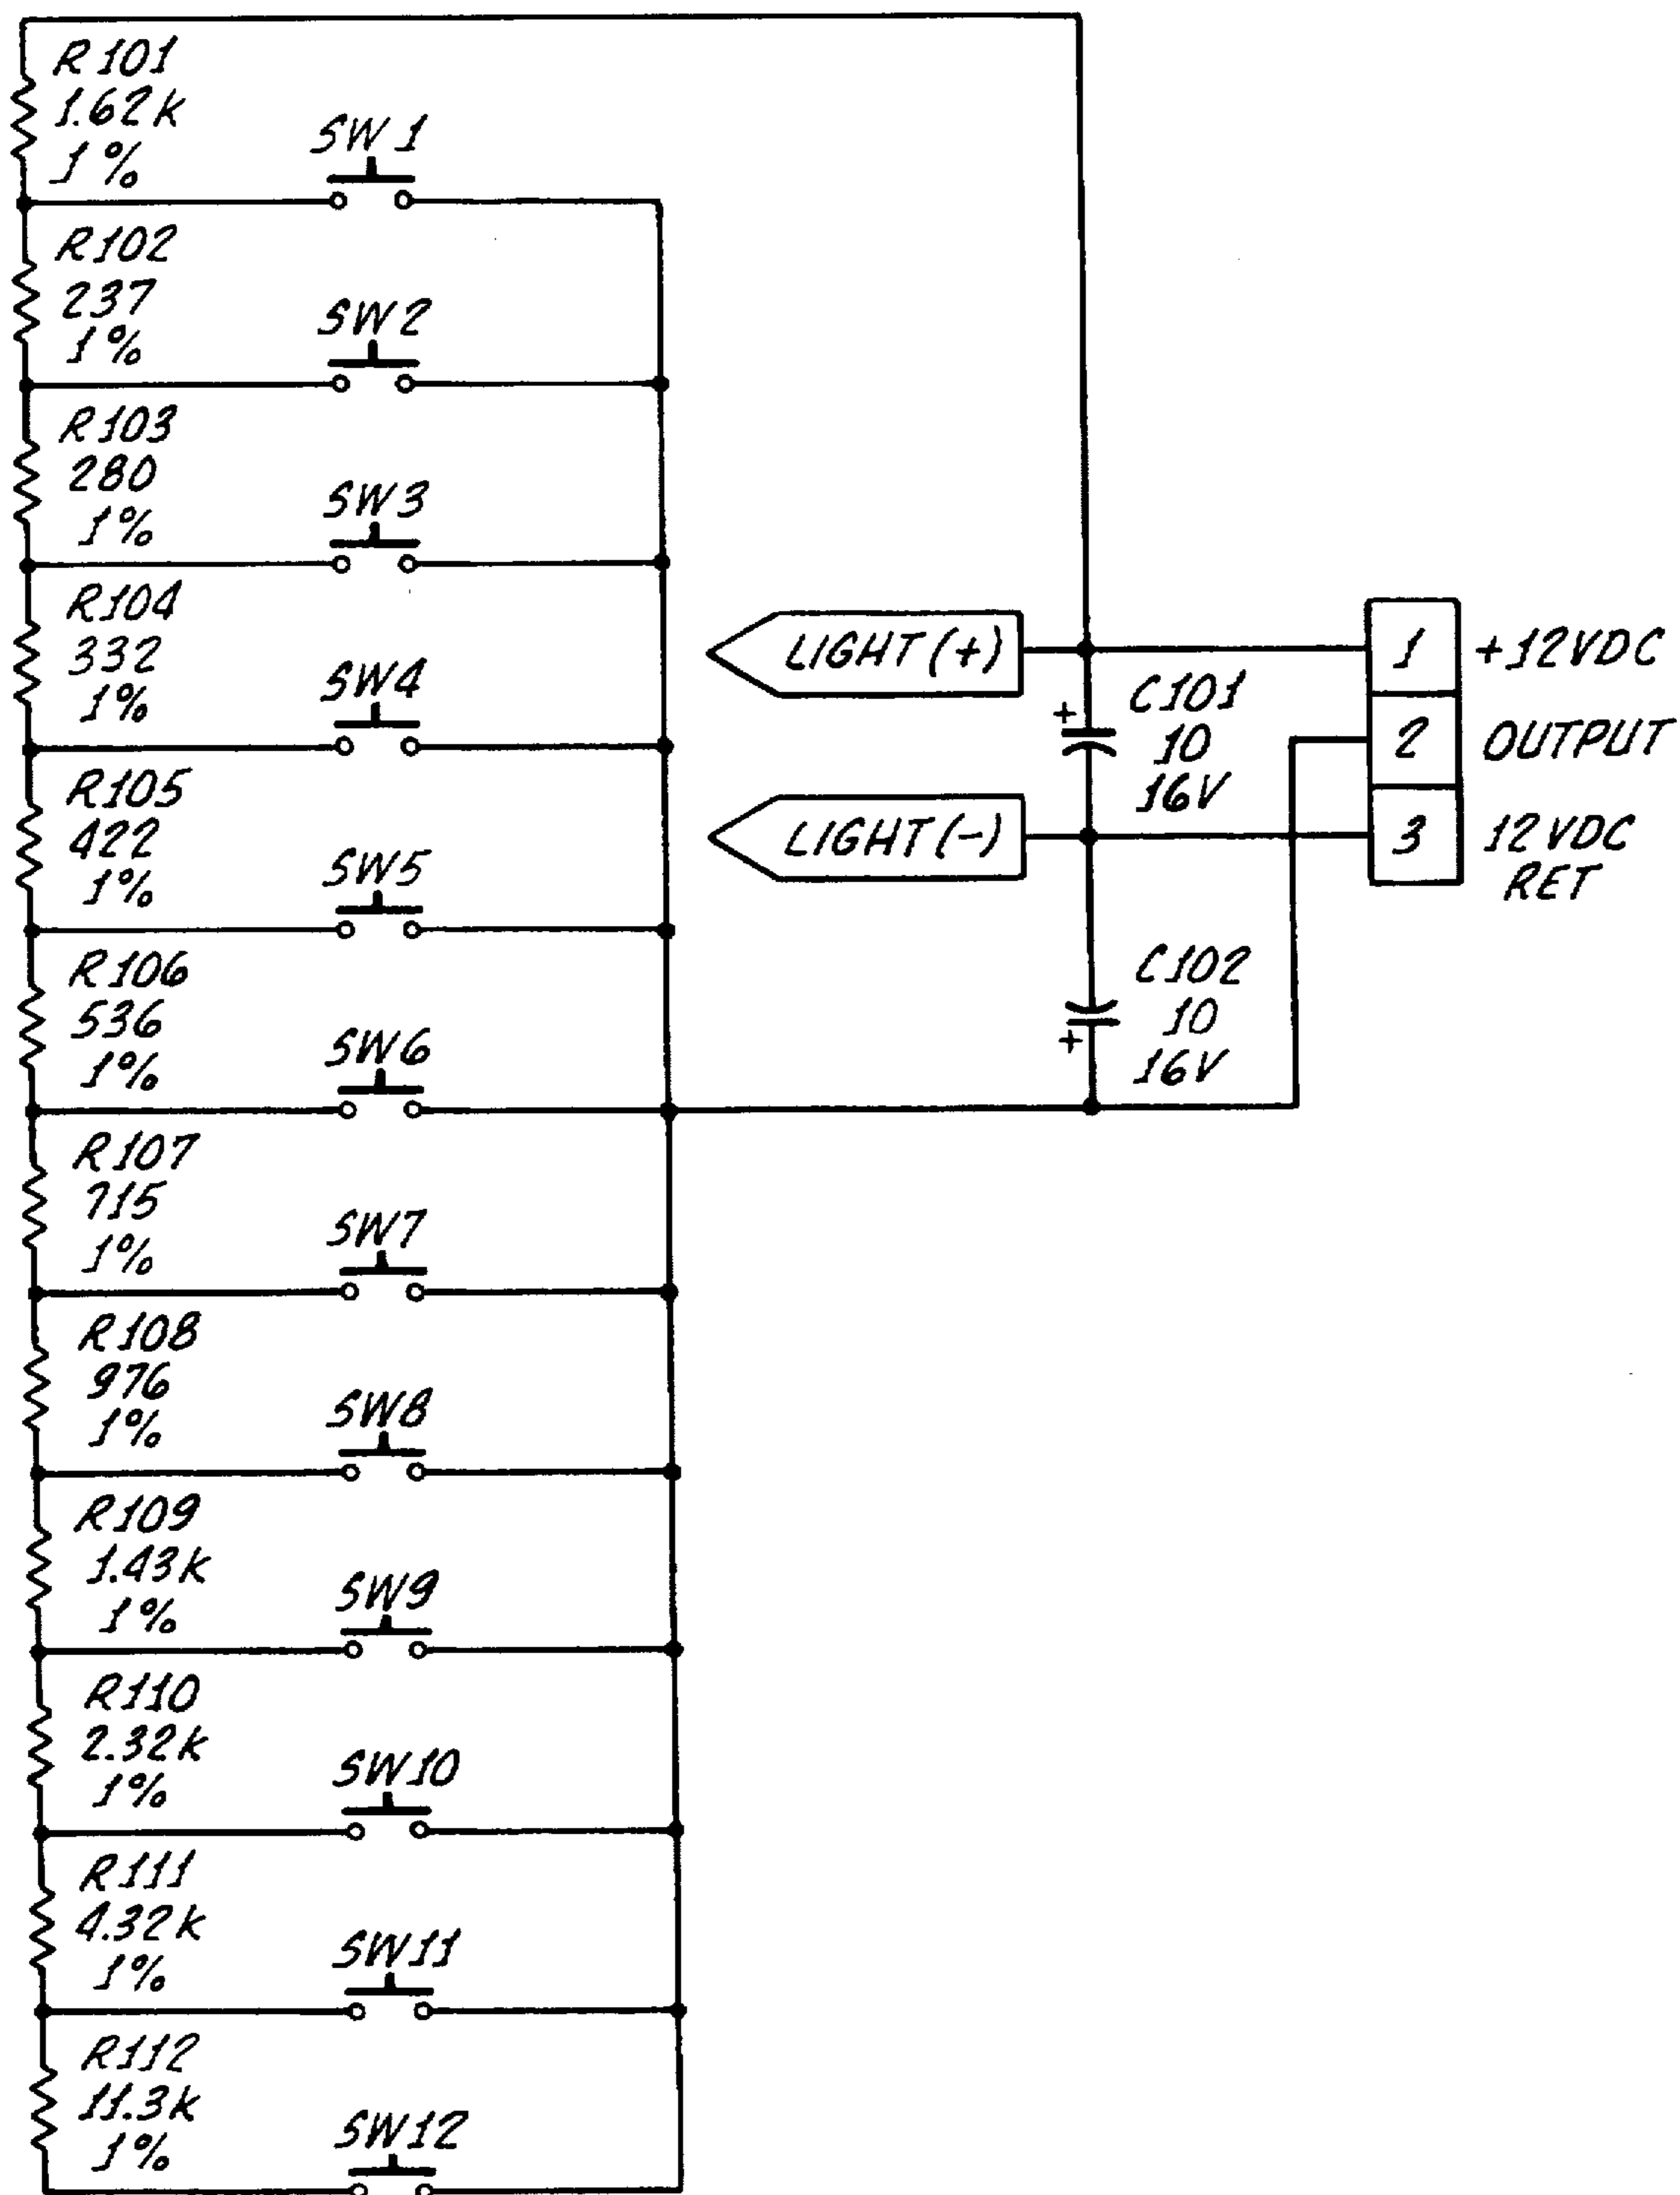 R101
1.62K
1%
SW1
R102
237
1%
SW2
R103
280
1%
SW3
R104
332
1%
SW4
R105
422
1%
SW5
R106
536
1%
SW6
R107
715
1%
SW7
R108
976
1%
SW8
R109
1.43K
1%
SW9
R110
2.32K
1%
SW10
R111
4.32K
1%
SW11
R112
11.3K
1%
SW12
LIGHT(+)
+
C101
10
16V
LIGHT(-)
C102
10
16V
+
1 +12VDC
2 OUTPUT
3 12VDC
RET